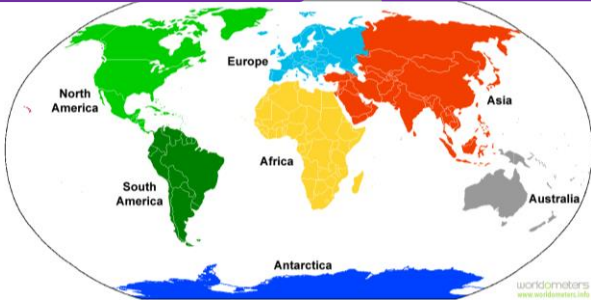 Europe
North
America
Asia
Africa
South
America
Australia
Antarctica
worldometers
www.worldometers.info